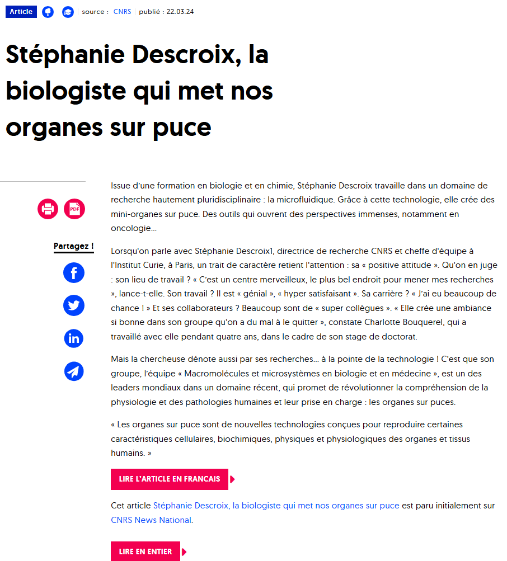 Article source : CNRS publié : 22.03.24
Stéphanie Descroix, la
biologiste qui met nos
organes sur puce
Issue d'une formation en biologie et en chimie, Stéphanie Descroix travaille dans un domaine de
recherche hautement pluridisciplinaire : la microfluidique. Grâce à cette technologie, elle crée des
mini-organes sur puce. Des outils qui ouvrent des perspectives immenses, notamment en
oncologie...
PDF
Partagez !
Lorsqu'on parle avec Stéphanie Descroix1, directrice de recherche CNRS et cheffe d'équipe à
l'Institut Curie, à Paris, un trait de caractère retient l'attention : sa « positive attitude ». Qu'on en juge
: son lieu de travail ? « C'est un centre merveilleux, le plus bel endroit pour mener mes recherches
», lance-t-elle. Son travail ? Il est « génial », « hyper satisfaisant ». Sa carrière ? « J'ai eu beaucoup de
chance ! » Et ses collaborateurs ? Beaucoup sont de « super collègues ». « Elle crée une ambiance
si bonne dans son groupe qu'on a du mal à le quitter », constate Charlotte Bouquerel, qui a
travaillé avec elle pendant quatre ans, dans le cadre de son stage de doctorat.
Mais la chercheuse dénote aussi par ses recherches... à la pointe de la technologie ! C'est que son
groupe, l'équipe « Macromolécules et microsystèmes en biologie et en médecine », est un des
leaders mondiaux dans un domaine récent, qui promet de révolutionner la compréhension de la
physiologie et des pathologies humaines et leur prise en charge : les organes sur puces.
« Les organes sur puce sont de nouvelles technologies conçues pour reproduire certaines
caractéristiques cellulaires, biochimiques, physiques et physiologiques des organes et tissus
humains. »
LIRE L'ARTICLE EN FRANCAIS
Cet article Stéphanie Descroix, la biologiste qui met nos organes sur puce est paru initialement sur
CNRS News National.
LIRE EN ENTIER